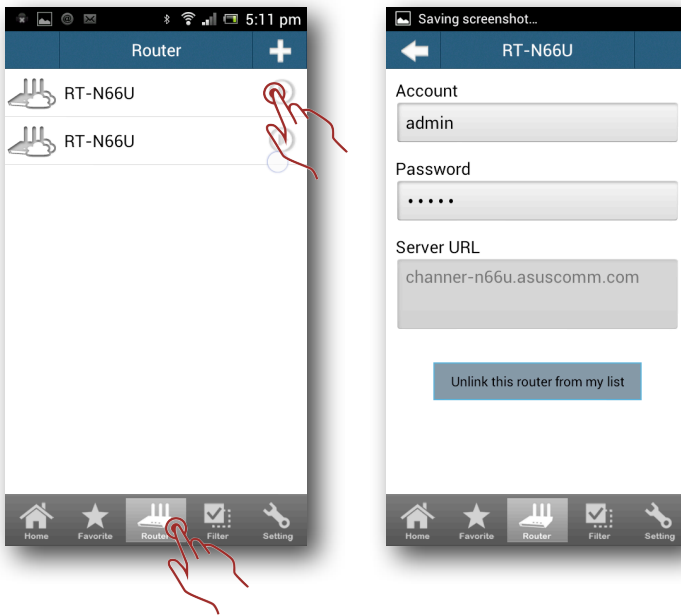 5:11 pm
Router
RT-N66U
RT-N66U
Home
Favorite
Router
Filter
Setting
Saving screenshot...
RT-N66U
Account
admin
Password
•••••
Server URL
channer-n66u.asuscomm.com
Unlink this router from my list
Home
Favorite
Router
Filter
Setting